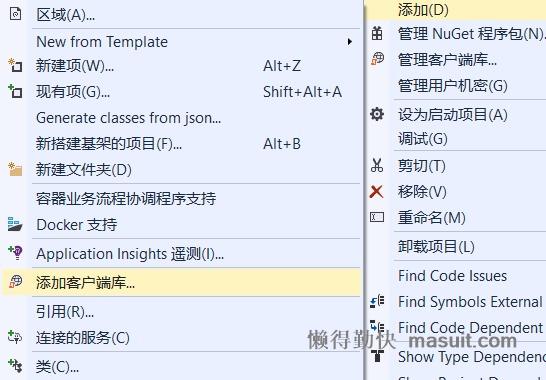 区域(A)...
New from Template
新建项(W)... Alt+Z
现有项(G)... Shift+Alt+A
Generate classes from json...
新搭建基架的项目(F)... Alt+B
新建文件夹(D)
容器业务流程协调程序支持
Docker 支持
Application Insights 遥测(I)...
添加客户端库...
引用(R)...
连接的服务(C)...
类(C)...
添加(D)
管理 NuGet 程序包(N)...
管理客户端库...
管理用户机密(G)
设为启动项目(A)
调试(G)
剪切(T)
移除(V)
重命名(M)
卸载项目(L)
Find Code Issues
Find Symbols External
Find Code Dependent
Show Type Dependenc
懒得勤快 masuit.com